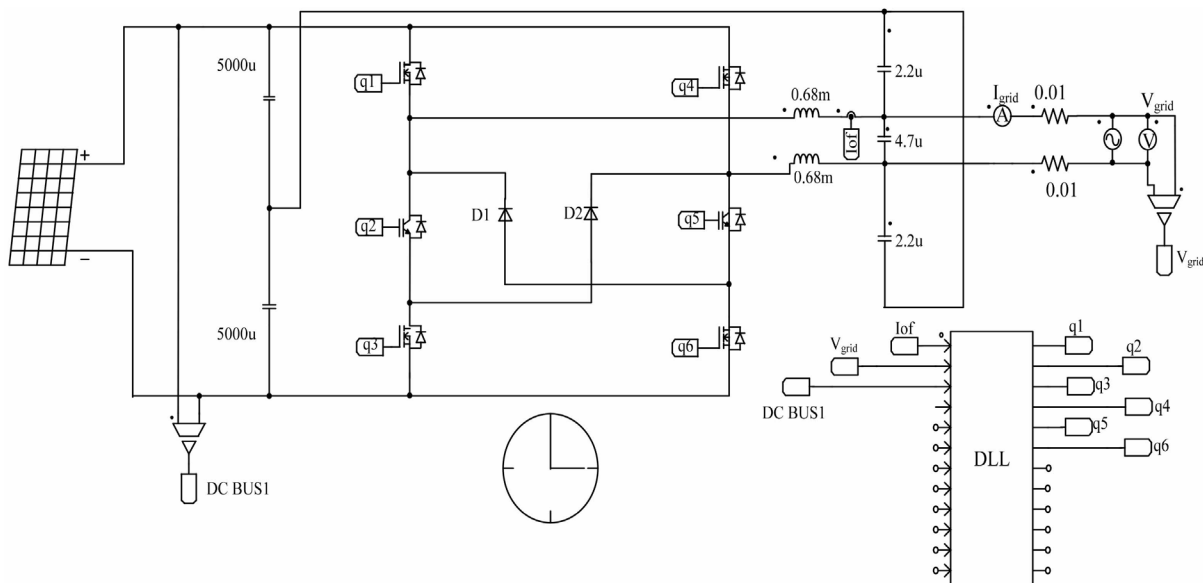 5000u
5000u
+
−
DC BUS1
q1
q2
q3
D1
D2
q4
q5
q6
0.68m
0.68m
Iof
2.2u
4.7u
2.2u
Igrid
A
0.01
0.01
Vgrid
V
Vgrid
Iof
Vgrid
DC BUS1
DLL
q1
q2
q3
q4
q5
q6